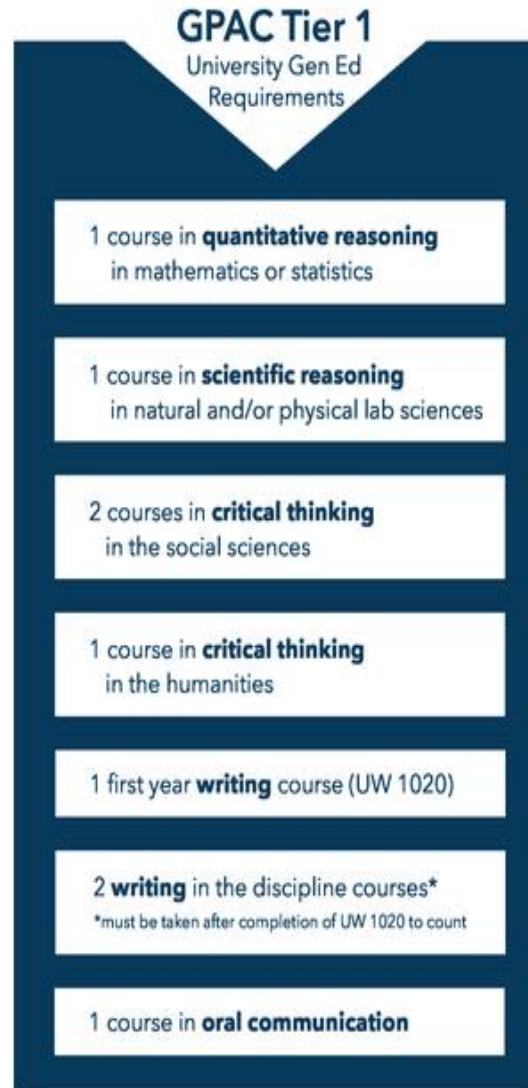 GPAC Tier 1
University Gen Ed
Requirements
1 course in quantitative reasoning
in mathematics or statistics
1 course in scientific reasoning
in natural and/or physical lab sciences
2 courses in critical thinking
in the social sciences
1 course in critical thinking
in the humanities
1 first year writing course (UW 1020)
2 writing in the discipline courses*
*must be taken after completion of UW 1020 to count
1 course in oral communication